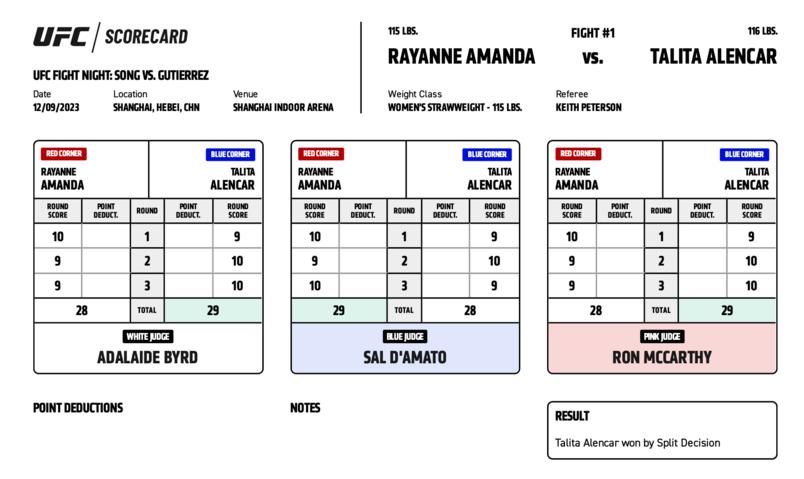 UFC / SCORECARD
UFC FIGHT NIGHT: SONG VS. GUTIERREZ
Date Location Venue
12/09/2023 SHANGHAI, HEBEI, CHN SHANGHAI INDOOR ARENA
115 LBS. FIGHT #1 116 LBS.
RAYANNE AMANDA vs. TALITA ALENCAR
Weight Class Referee
WOMEN'S STRAWWEIGHT - 115 LBS. KEITH PETERSON
RED CORNER BLUE CORNER
RAYANNE TALITA
AMANDA ALENCAR
ROUND POINT ROUND POINT ROUND
SCORE DEDUCT. DEDUCT. SCORE
10 1 9
9 2 10
9 3 10
28 TOTAL 29
WHITE JUDGE
ADALAIDE BYRD
RED CORNER BLUE CORNER
RAYANNE TALITA
AMANDA ALENCAR
ROUND POINT ROUND POINT ROUND
SCORE DEDUCT. DEDUCT. SCORE
10 1 9
9 2 10
10 3 9
29 TOTAL 28
BLUE JUDGE
SAL D'AMATO
RED CORNER BLUE CORNER
RAYANNE TALITA
AMANDA ALENCAR
ROUND POINT ROUND POINT ROUND
SCORE DEDUCT. DEDUCT. SCORE
10 1 9
9 2 10
9 3 10
28 TOTAL 29
PINK JUDGE
RON MCCARTHY
POINT DEDUCTIONS
NOTES
RESULT
Talita Alencar won by Split Decision